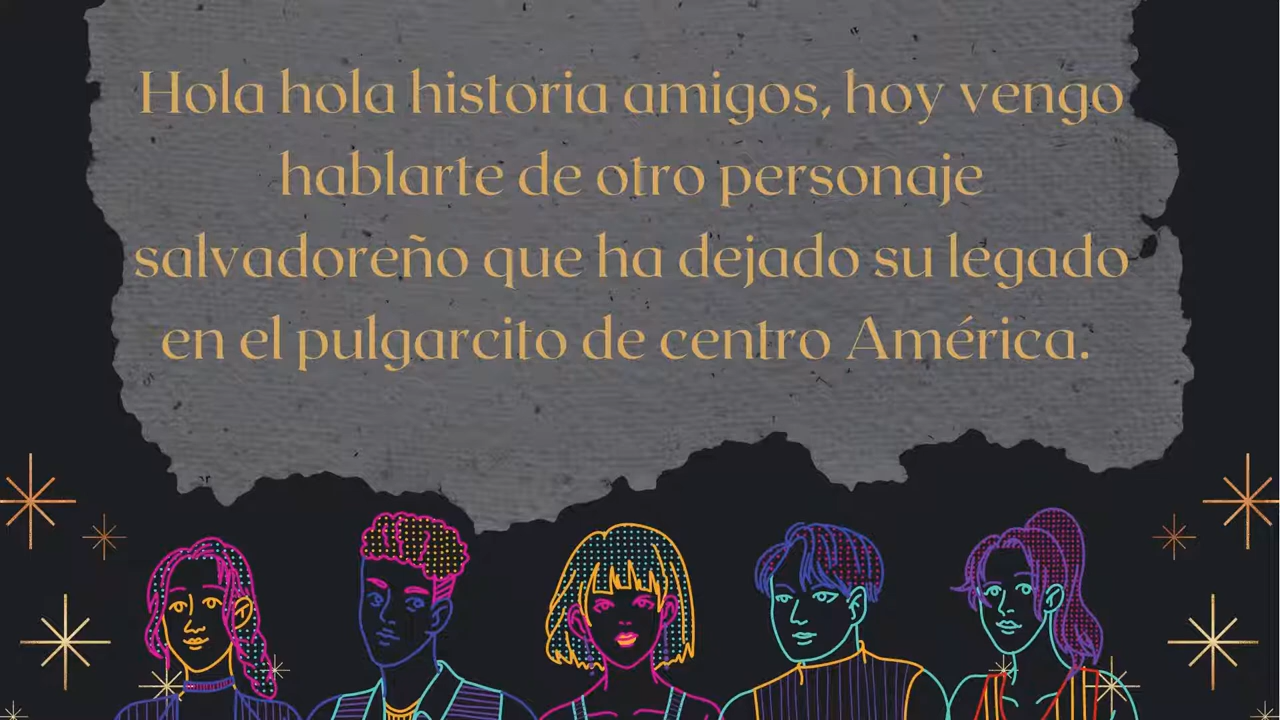 Hola hola historia amigos, hoy vengo
hablarte de otro personaje
salvadoreño que ha dejado su legado
en el pulgarcito de centro América.